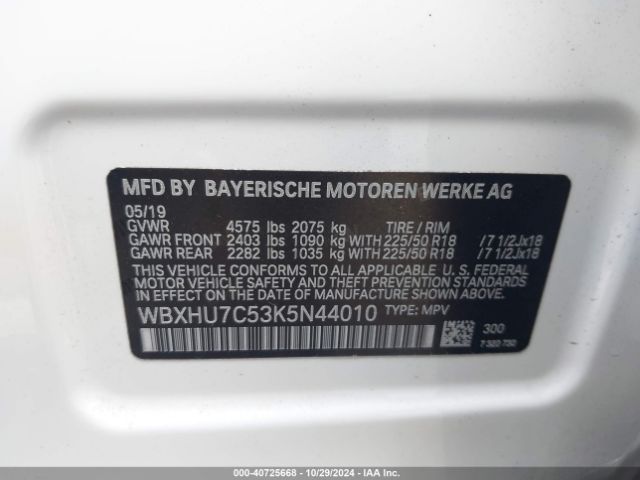 MFD BY BAYERISCHE MOTOREN WERKE AG
05/19
GVWR 4575 lbs 2075 kg TIRE / RIM
GAWR FRONT 2403 lbs 1090 kg WITH 225/50 R18 /7 1/2Jx18
GAWR REAR 2282 lbs 1035 kg WITH 225/50 R18 /7 1/2Jx18
THIS VEHICLE CONFORMS TO ALL APPLICABLE U. S. FEDERAL
MOTOR VEHICLE SAFETY AND THEFT PREVENTION STANDARDS
IN EFFECT ON THE DATE OF MANUFACTURE SHOWN ABOVE.
WBXHU7C53K5N44010 TYPE: MPV
300
000-40725668 - 10/29/2024 - IAAI.com